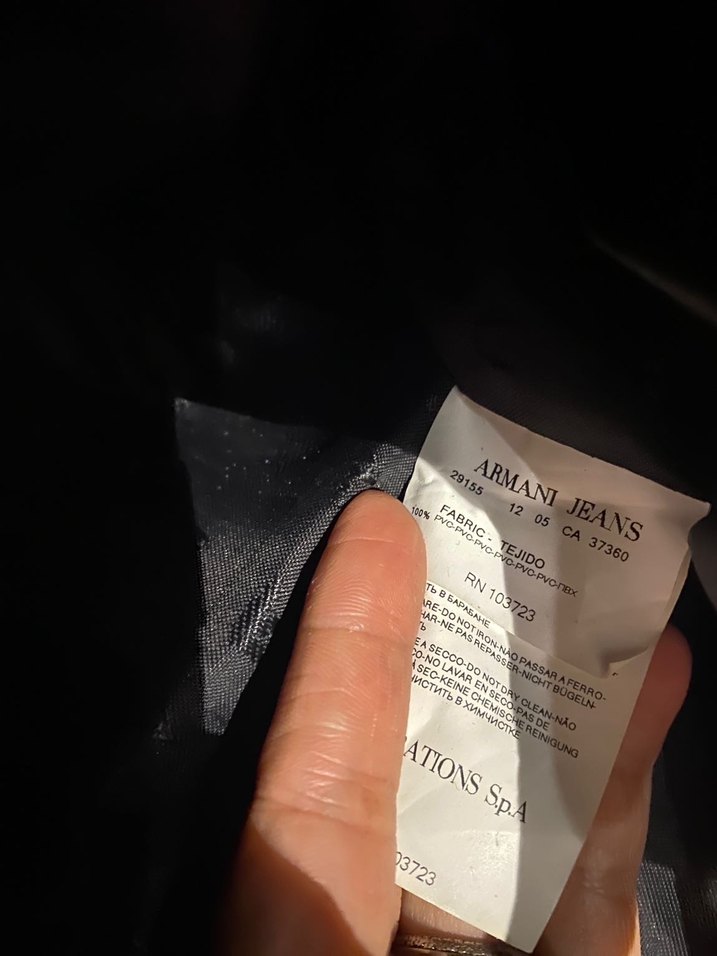 ARMANI JEANS
29155 12 05 CA 37360
FABRIC - TEJIDO
100% PVC-PVC-PVC-PVC-PVC-PVC-ПВХ
RN 103723
ТЬ В БАРАБАНЕ
ARE-DO NOT IRON-NÃO PASSAR A FERRO-
HAR-NE PAS REPASSER-NICHT BÜGELN-
Ь
E A SECCO-DO NOT DRY CLEAN-NÃO
CO-NO LAVAR EN SECO-PAS DE
À SEC-KEINE CHEMISCHE REINIGUNG
ЧИСТИТЬ В ХИМЧИСТКЕ
RATIONS S.p.A
03723